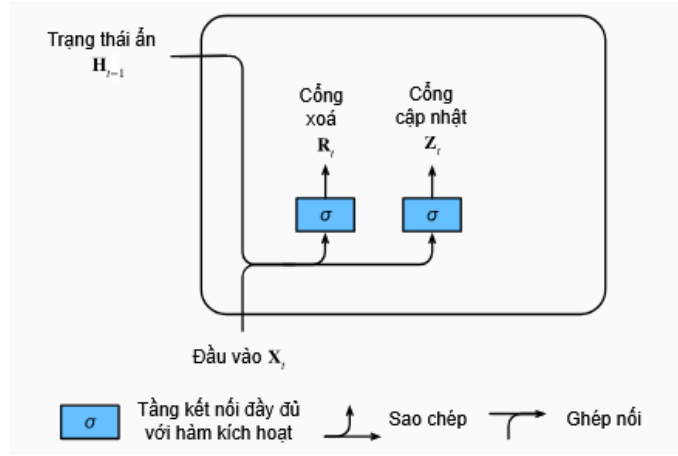 Trạng thái ẩn
H_{t-1}
Cổng
xoá
R_t
Cổng
cập nhật
Z_t
σ
σ
Đầu vào X_t
σ
Tầng kết nối đầy đủ
với hàm kích hoạt
Sao chép
Ghép nối